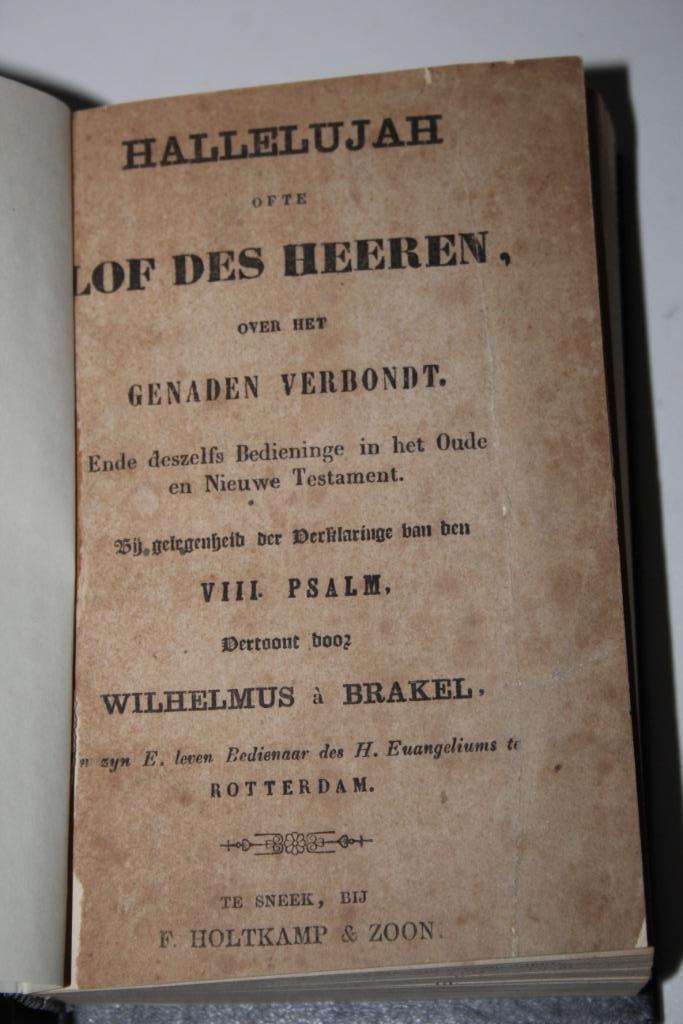 HALLELUJAH
OFTE
LOF DES HEEREN,
OVER HET
GENADEN VERBONDT.
Ende deszelfs Bedieninge in het Oude
en Nieuwe Testament.
Bij gelegenheid der Verklaringe van den
VIII. PSALM,
Vertoont door
WILHELMUS à BRAKEL,
n zyn E. leven Bedienaar des H. Euangeliums te
ROTTERDAM.
TE SNEEK, BIJ
F. HOLTKAMP & ZOON.